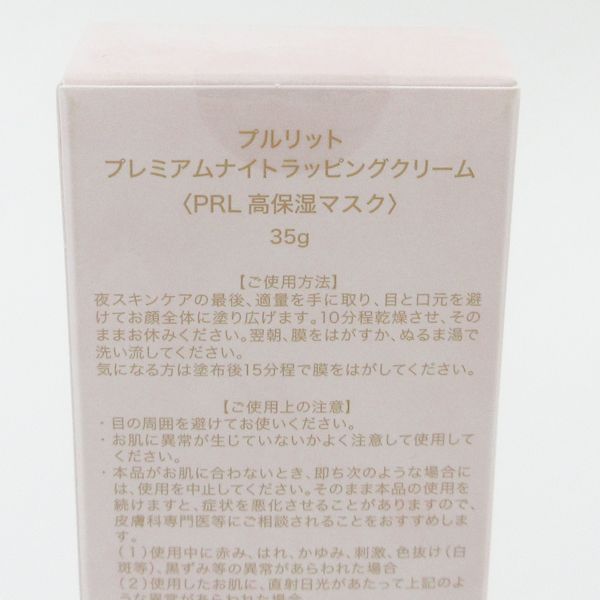 プルリット
プレミアムナイトラッピングクリーム
〈PRL 高保湿マスク〉
35g
【ご使用方法】
夜スキンケアの最後、適量を手に取り、目と口元を避
けてお顔全体に塗り広げます。10分程乾燥させ、その
ままお休みください。翌朝、膜をはがすか、ぬるま湯で
洗い流してください。
気になる方は塗布後15分程で膜をはがしてください。
【ご使用上の注意】
・目の周囲を避けてお使いください。
・お肌に異常が生じていないかよく注意して使用して
ください。
・本品がお肌に合わないとき、即ち次のような場合に
は、使用を中止してください。そのまま本品の使用を
続けますと、症状を悪化させることがありますので、
皮膚科専門医等にご相談されることをおすすめしま
す。
(1)使用中に赤み、はれ、かゆみ、刺激、色抜け(白
斑等)、黒ずみ等の異常があらわれた場合
(2)使用したお肌に、直射日光があたって上記のよ
うな異常があらわれた場合